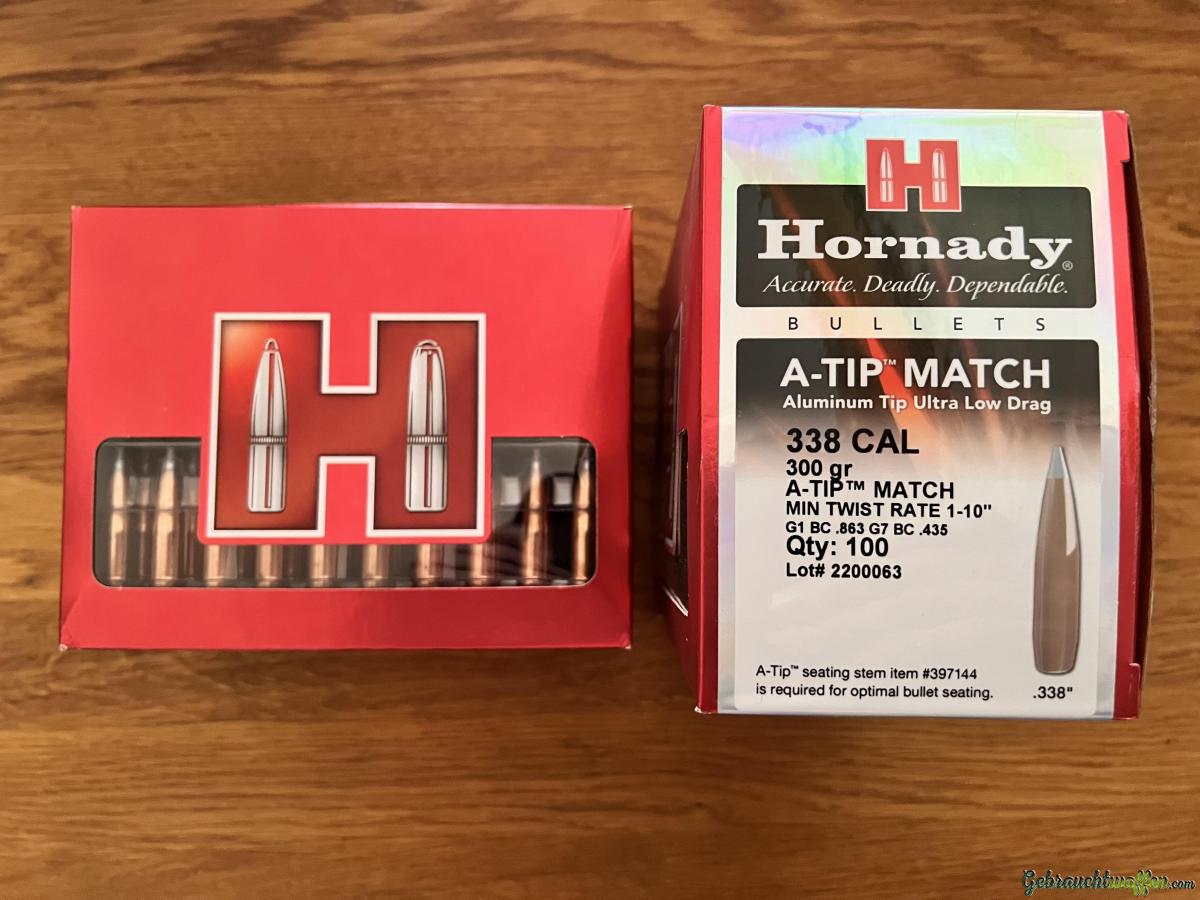 H
H
Hornady®
Accurate. Deadly. Dependable.
BULLETS
A-TIP™ MATCH
Aluminum Tip Ultra Low Drag
338 CAL
300 gr
A-TIP™ MATCH
MIN TWIST RATE 1-10"
G1 BC .863 G7 BC .435
Qty: 100
Lot# 2200063
A-Tip™ seating stem item #397144
is required for optimal bullet seating.
.338"
Gebrauchtwaffen.com